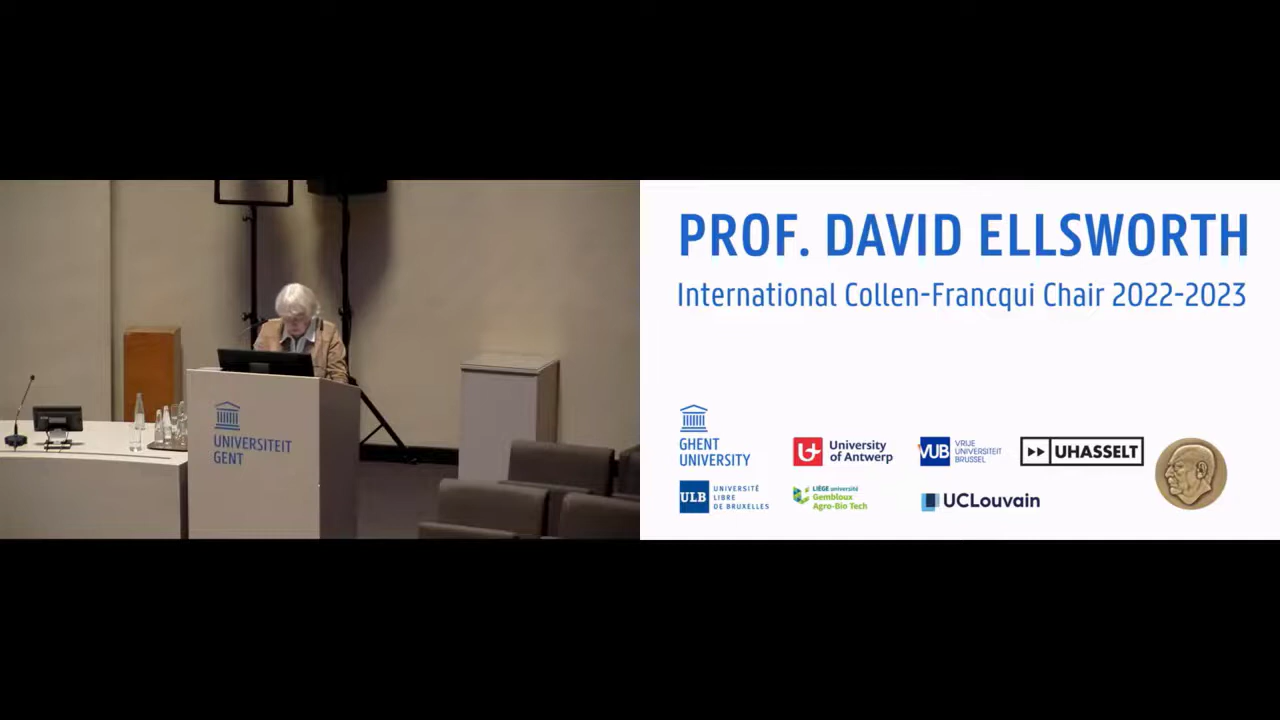 UNIVERSITEIT
GENT
PROF. DAVID ELLSWORTH
International Collen-Francqui Chair 2022-2023
GHENT
UNIVERSITY
University
of Antwerp
VUB
VRIJE
UNIVERSITEIT
BRUSSEL
UHASSELT
ULB
UNIVERSITÉ
LIBRE
DE BRUXELLES
LIÈGE université
Gembloux
Agro-Bio Tech
UCLouvain